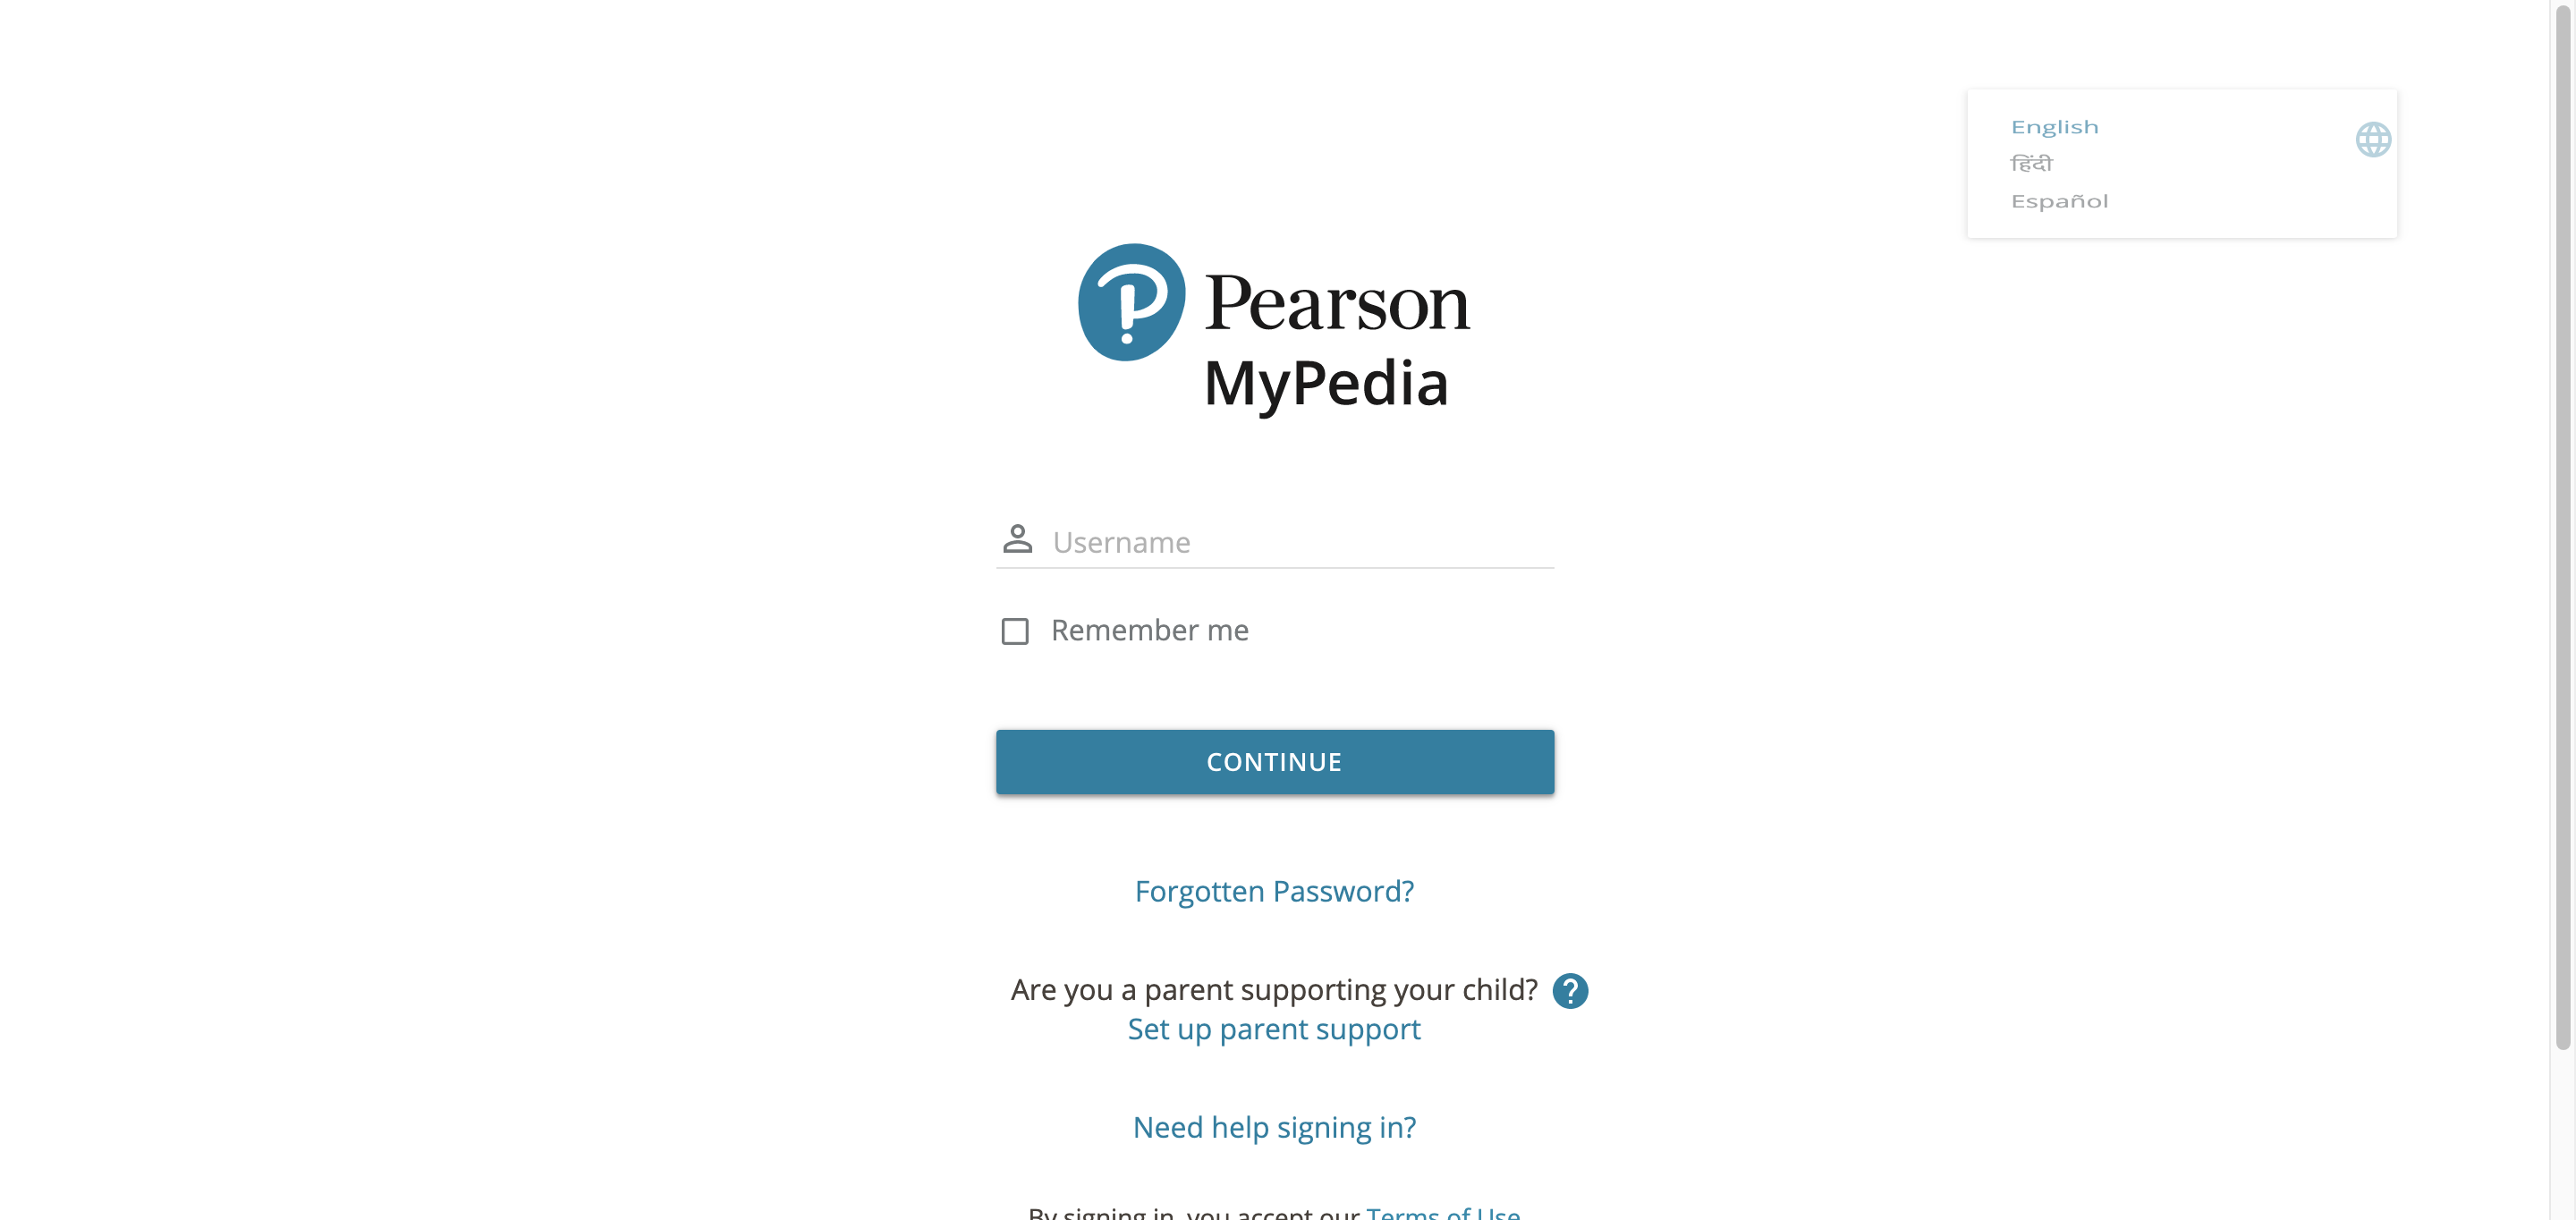 English
हिंदी
Español
Pearson
MyPedia
Username
Remember me
CONTINUE
Forgotten Password?
Are you a parent supporting your child? ?
Set up parent support
Need help signing in?
By signing in, you accept our Terms of Use